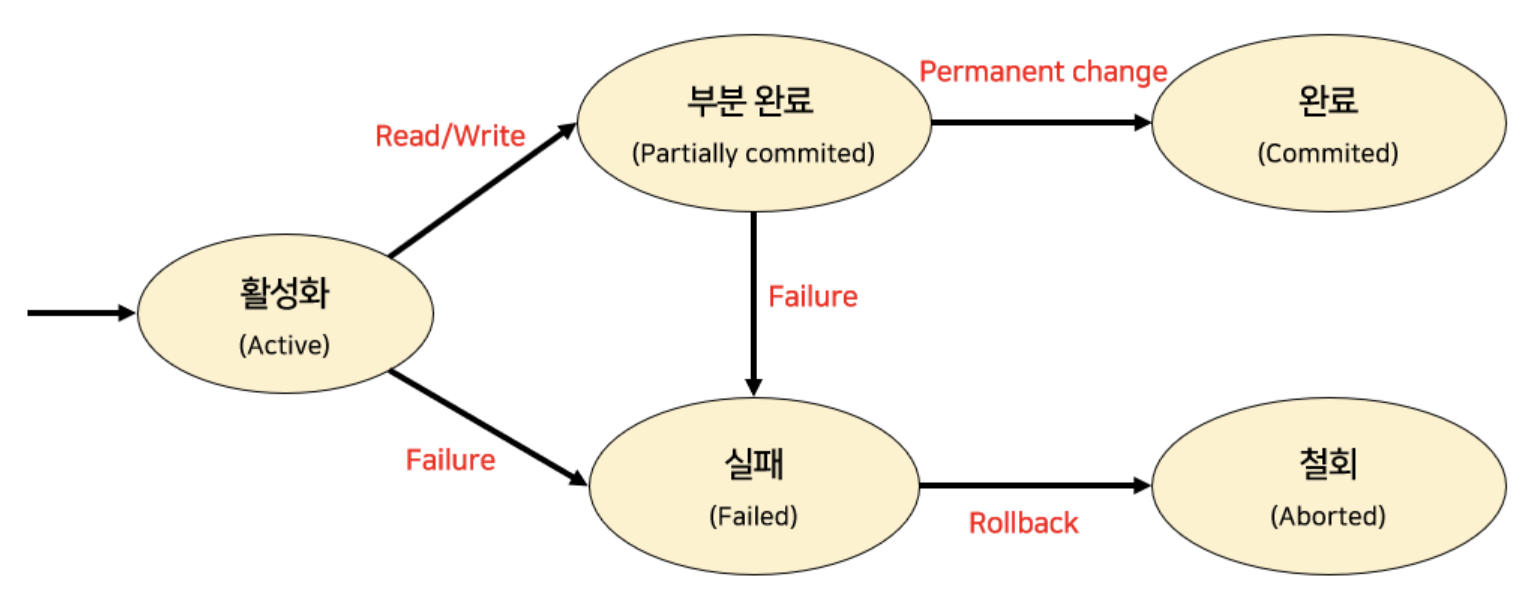 Permanent change
부분 완료
(Partially commited)
완료
(Commited)
Read/Write
활성화
(Active)
Failure
Failure
실패
(Failed)
철회
(Aborted)
Rollback